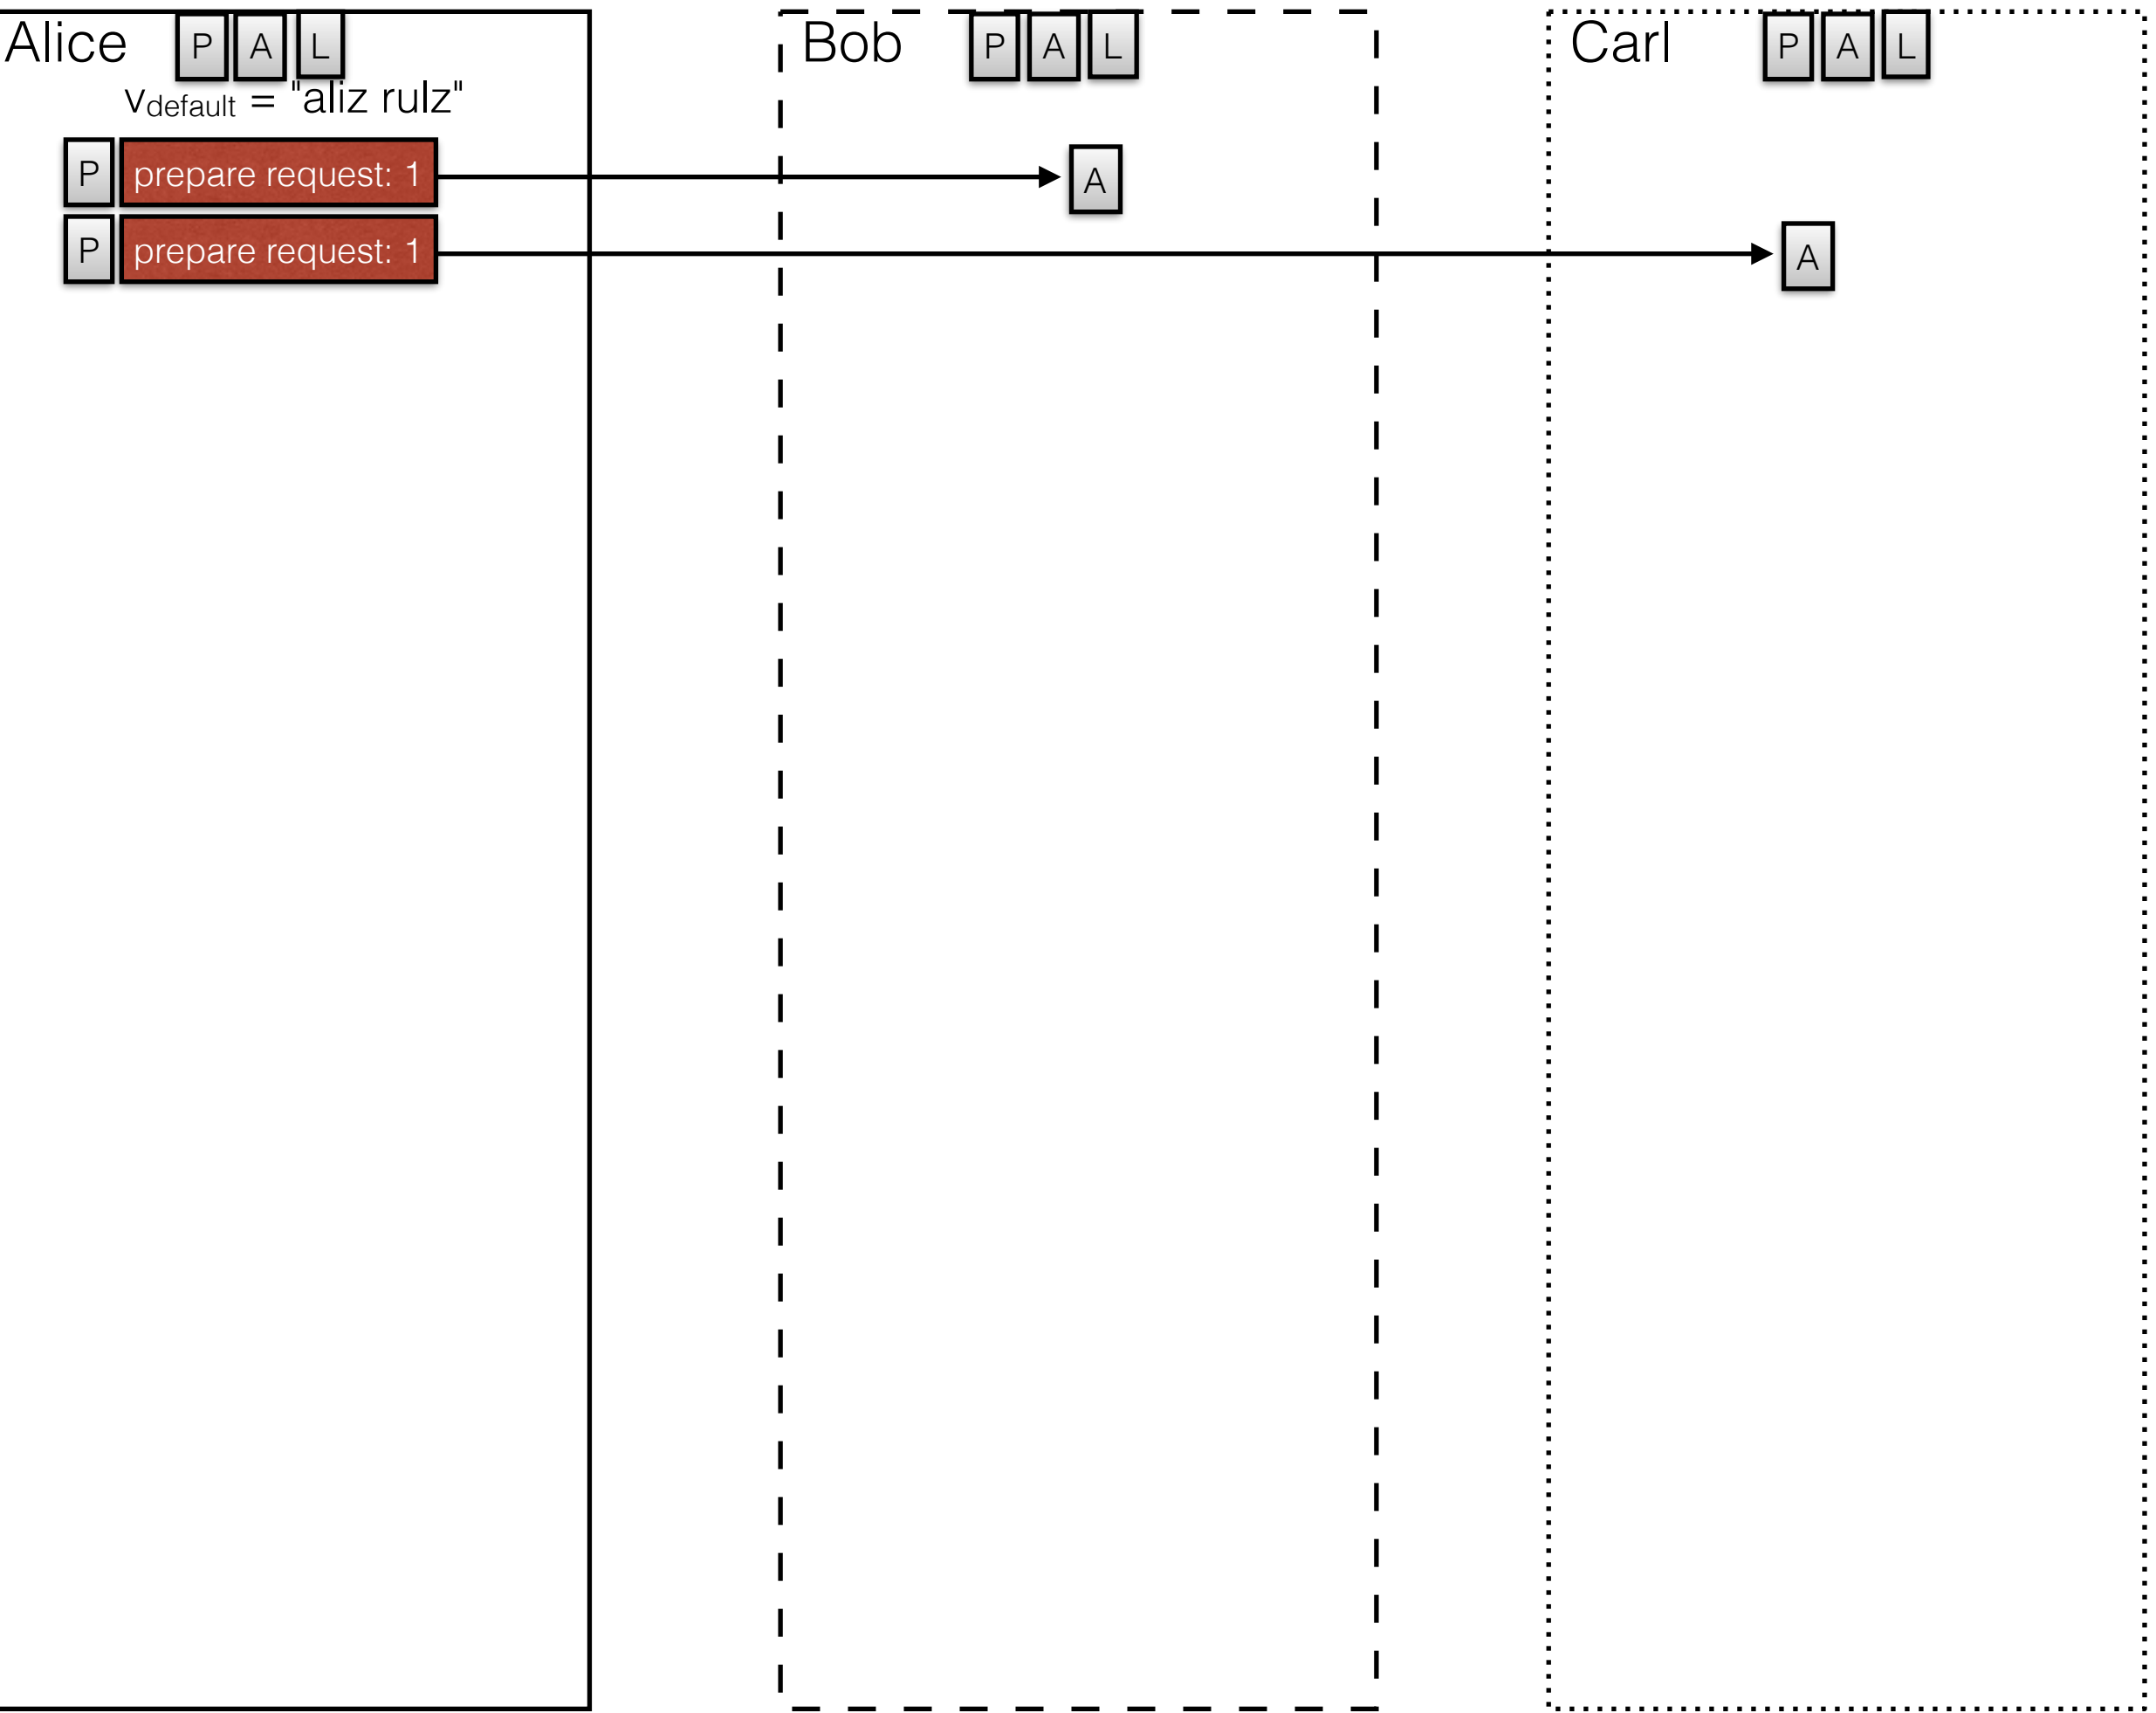 Alice P A L Bob P A L Carl P A L
vdefault = "aliz rulz"
P prepare request: 1 A
P prepare request: 1 A